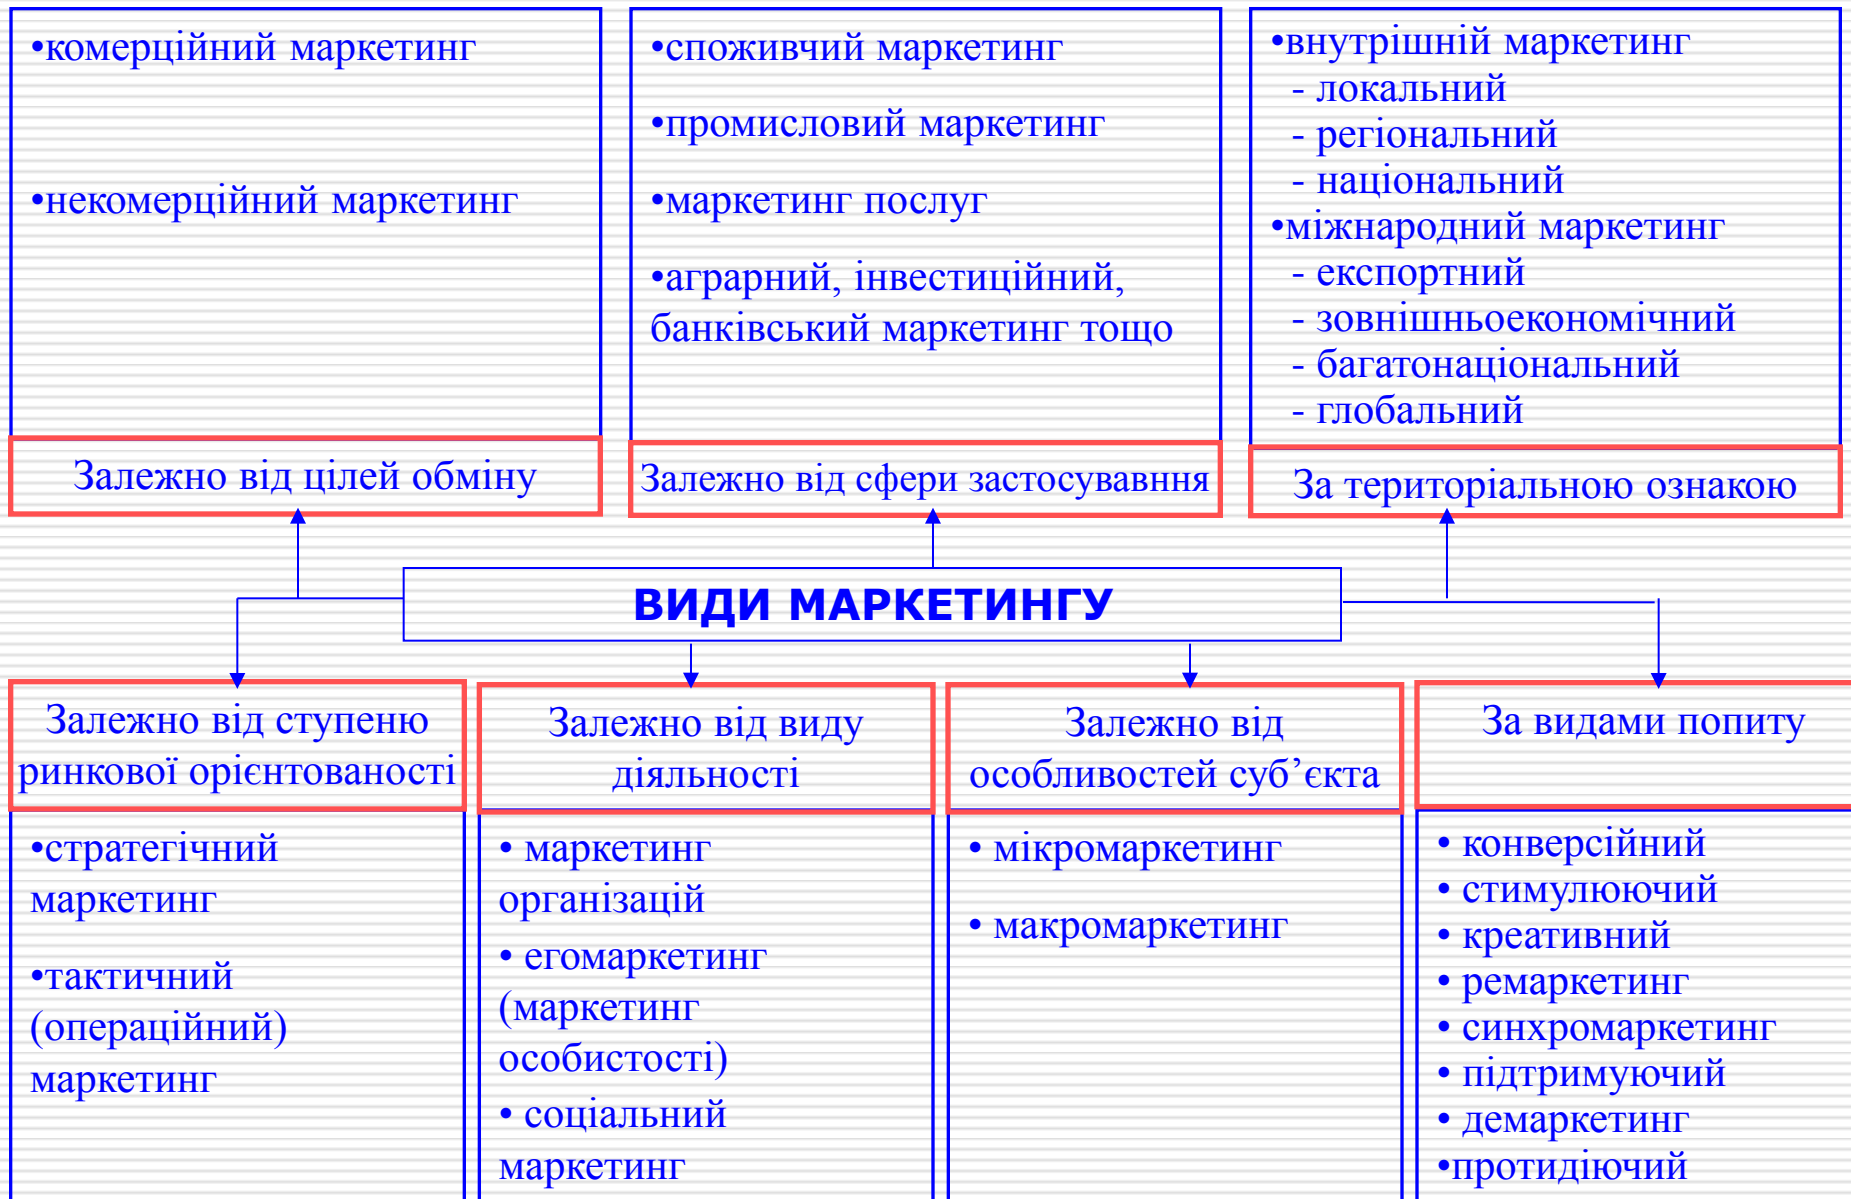 •комерційний маркетинг
•некомерційний маркетинг
Залежно від цілей обміну
•споживчий маркетинг
•промисловий маркетинг
•маркетинг послуг
•аграрний, інвестиційний,
банківський маркетинг тощо
Залежно від сфери застосувавння
•внутрішній маркетинг
- локальний
- регіональний
- національний
•міжнародний маркетинг
- експортний
- зовнішньоекономічний
- багатонаціональний
- глобальний
За територіальною ознакою
ВИДИ МАРКЕТИНГУ
Залежно від ступеню
ринкової орієнтованості
•стратегічний
маркетинг
•тактичний
(операційний)
маркетинг
Залежно від виду
діяльності
• маркетинг
організацій
• егомаркетинг
(маркетинг
особистості)
• соціальний
маркетинг
Залежно від
особливостей суб’єкта
• мікромаркетинг
• макромаркетинг
За видами попиту
• конверсійний
• стимулюючий
• креативний
• ремаркетинг
• синхромаркетинг
• підтримуючий
• демаркетинг
•протидіючий